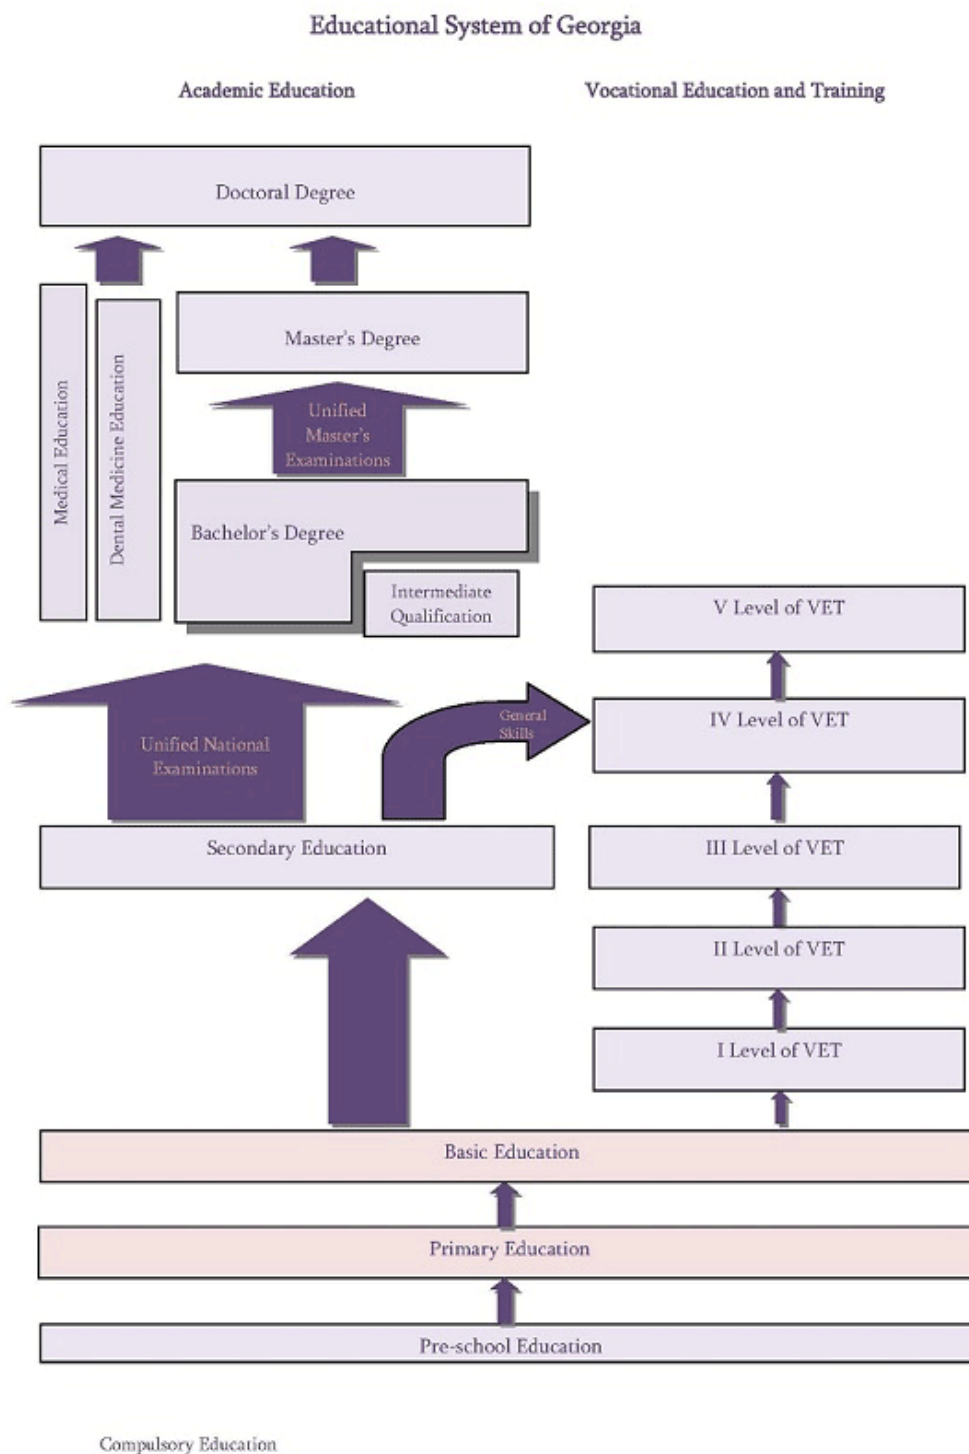 Educational System of Georgia
Academic Education
Vocational Education and Training
Doctoral Degree
Master's Degree
Medical Education
Dental Medicine Education
Unified
Master's
Examinations
Bachelor's Degree
Intermediate
Qualification
V Level of VET
IV Level of VET
General
Skills
Unified National
Examinations
Secondary Education
III Level of VET
II Level of VET
I Level of VET
Basic Education
Primary Education
Pre-school Education
Compulsory Education